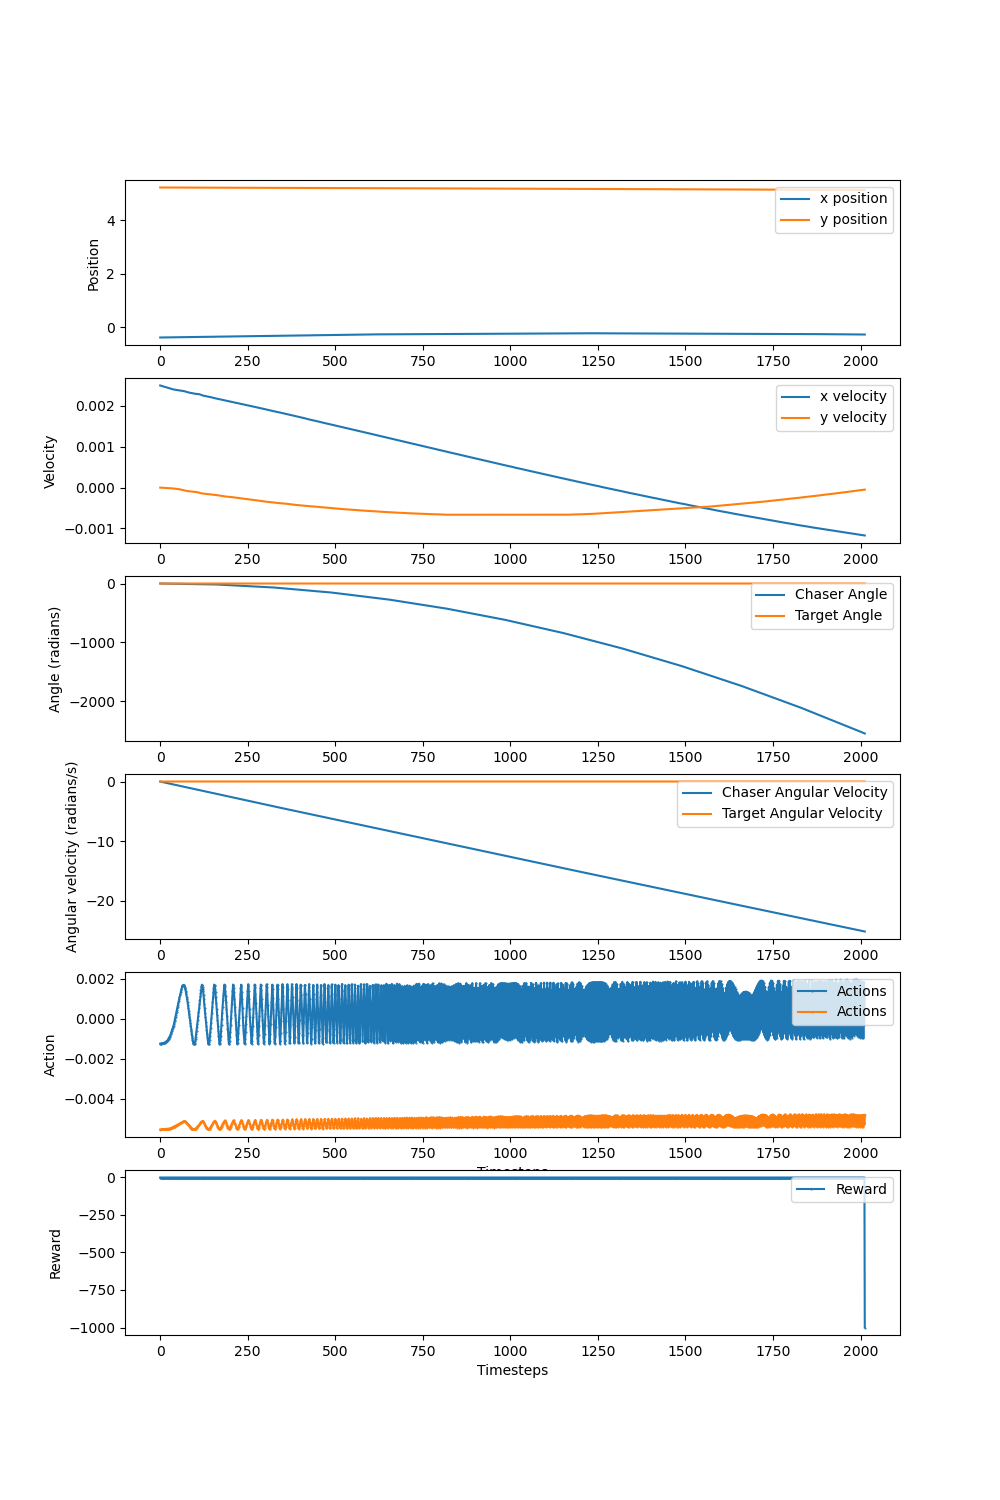 x position
y position
Position
4
2
0
0 250 500 750 1000 1250 1500 1750 2000
x velocity
y velocity
Velocity
0.002
0.001
0.000
−0.001
0 250 500 750 1000 1250 1500 1750 2000
Chaser Angle
Target Angle
Angle (radians)
0
−1000
−2000
0 250 500 750 1000 1250 1500 1750 2000
Chaser Angular Velocity
Target Angular Velocity
Angular velocity (radians/s)
0
−10
−20
0 250 500 750 1000 1250 1500 1750 2000
Actions
Actions
Action
0.002
0.000
−0.002
−0.004
0 250 500 750 1000 1250 1500 1750 2000
Timesteps
Reward
Reward
0
−250
−500
−750
−1000
0 250 500 750 1000 1250 1500 1750 2000
Timesteps